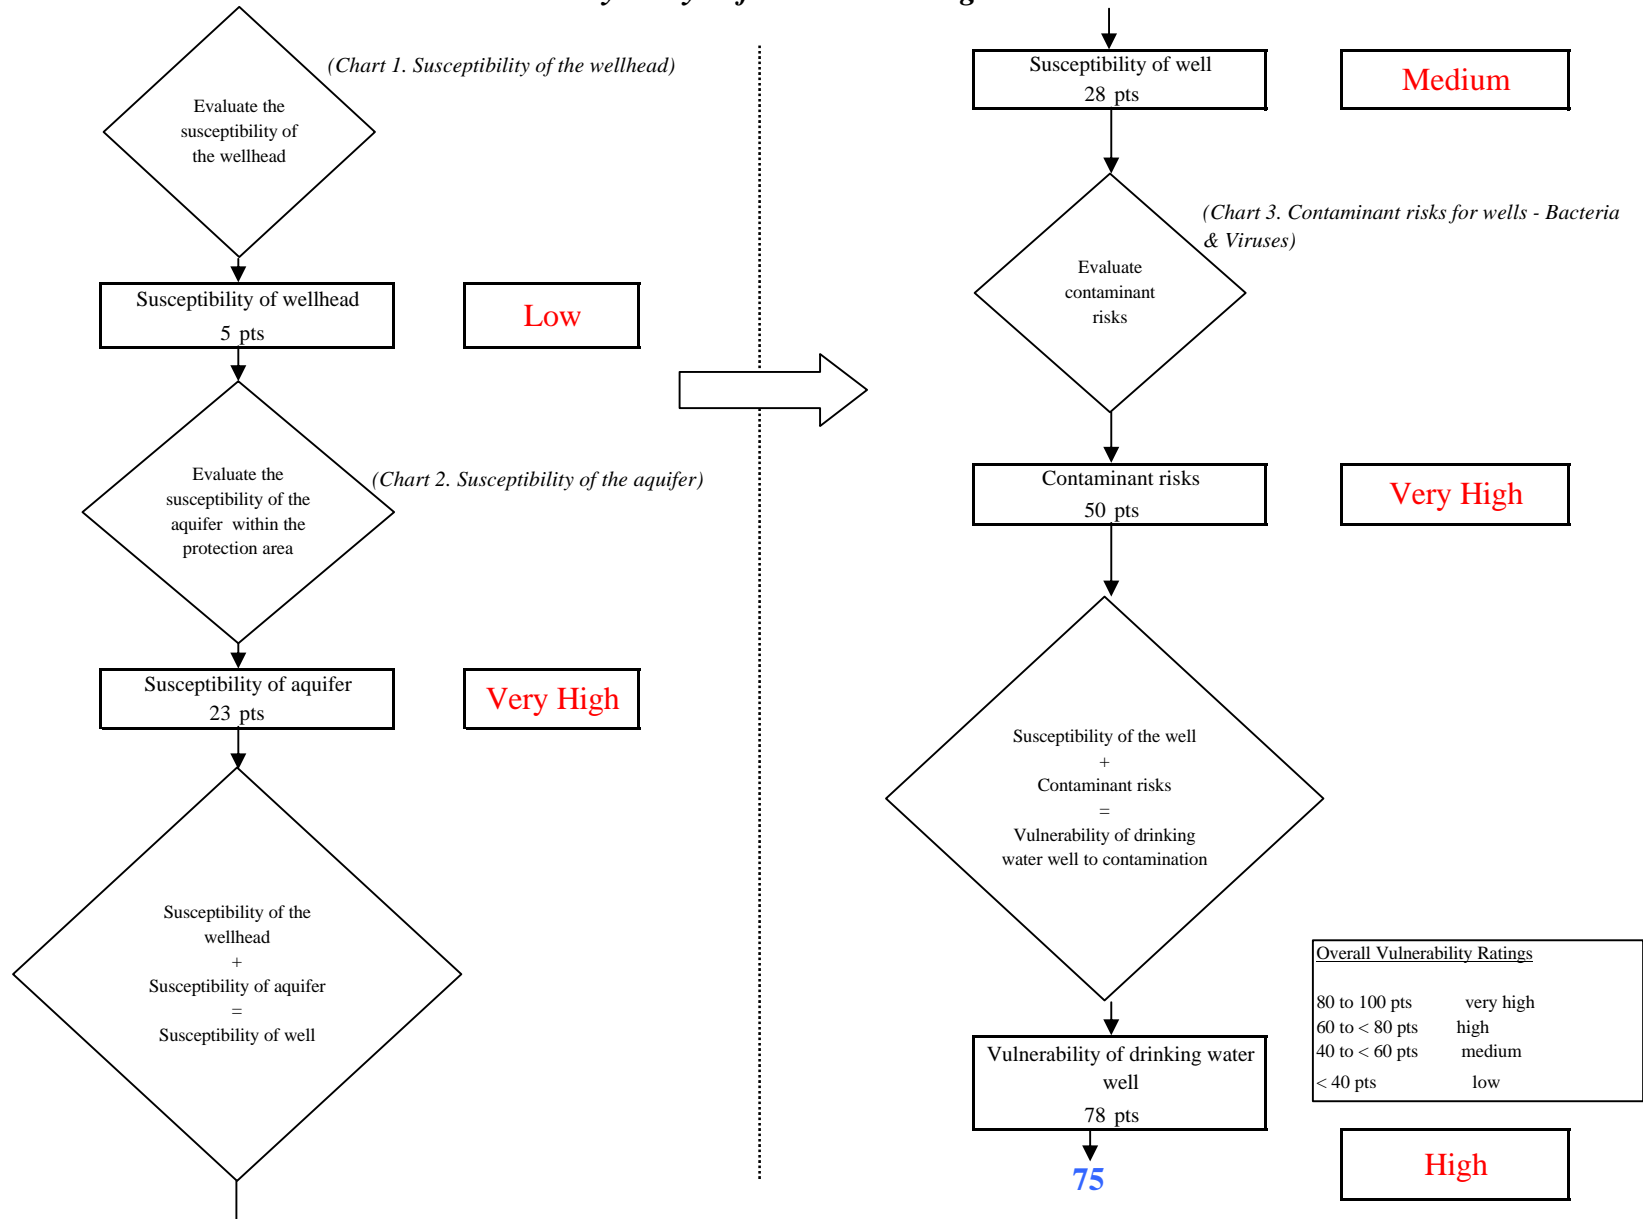 (Chart 1. Susceptibility of the wellhead)
Evaluate the
susceptibility of
the wellhead
Susceptibility of wellhead
5 pts
Low
Evaluate the
susceptibility of the
aquifer within the
protection area
(Chart 2. Susceptibility of the aquifer)
Susceptibility of aquifer
23 pts
Very High
Susceptibility of the
wellhead
+
Susceptibility of aquifer
=
Susceptibility of well
Susceptibility of well
28 pts
Medium
(Chart 3. Contaminant risks for wells - Bacteria
& Viruses)
Evaluate
contaminant
risks
Contaminant risks
50 pts
Very High
Susceptibility of the well
+
Contaminant risks
=
Vulnerability of drinking
water well to contamination
Overall Vulnerability Ratings
80 to 100 pts very high
60 to < 80 pts high
40 to < 60 pts medium
< 40 pts low
Vulnerability of drinking water
well
78 pts
75
High